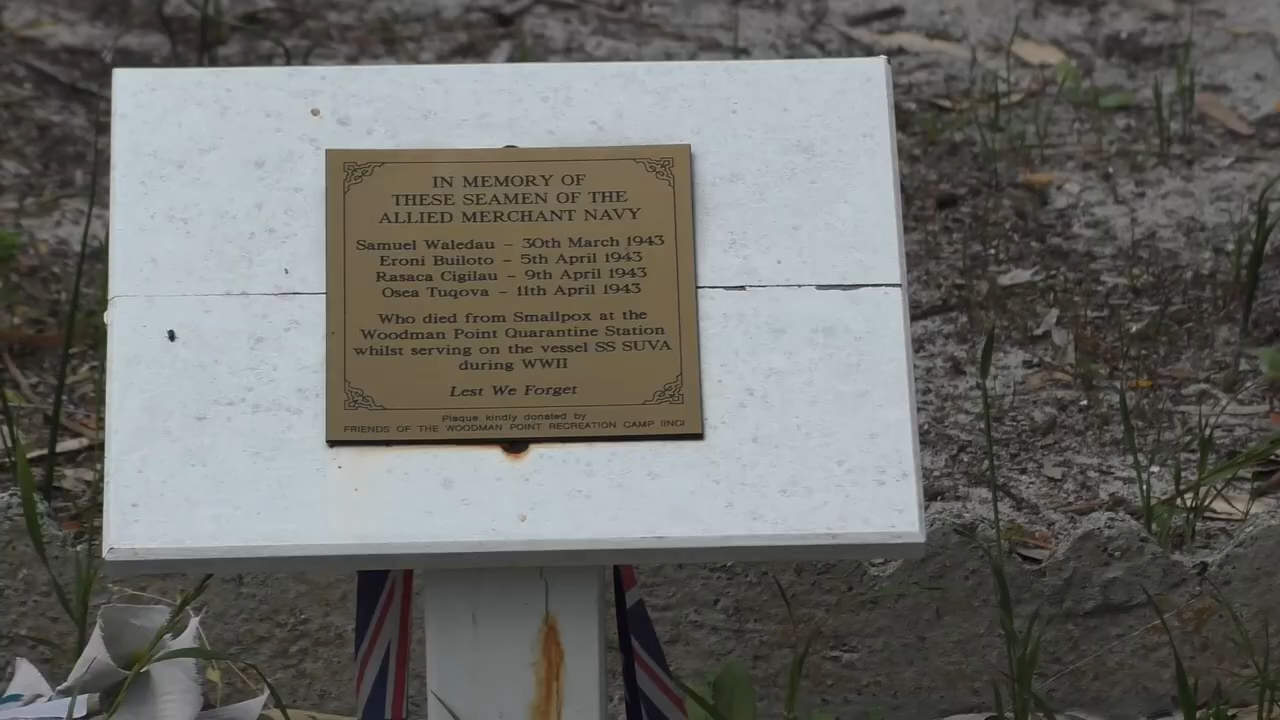 IN MEMORY OF
THESE SEAMEN OF THE
ALLIED MERCHANT NAVY
Samuel Waledau – 30th March 1943
Eroni Builoto – 5th April 1943
Rasaca Cigilau – 9th April 1943
Osea Tuqova – 11th April 1943
Who died from Smallpox at the
Woodman Point Quarantine Station
whilst serving on the vessel SS SUVA
during WWII
Lest We Forget
Plaque kindly donated by
FRIENDS OF THE WOODMAN POINT RECREATION CAMP (INC)